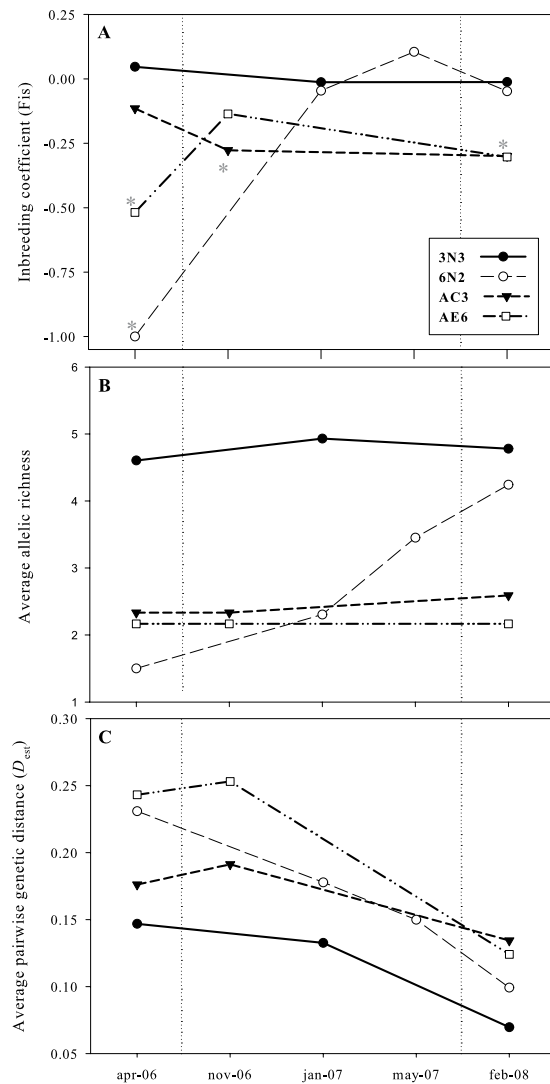 A
Inbreeding coefficient (Fis)
0.00
-0.25
-0.50
-0.75
-1.00
*
*
*
*
3N3
6N2
AC3
AE6
B
Average allelic richness
6
5
4
3
2
1
C
Average pairwise genetic distance (Dest)
0.30
0.25
0.20
0.15
0.10
0.05
apr-06 nov-06 jan-07 may-07 feb-08